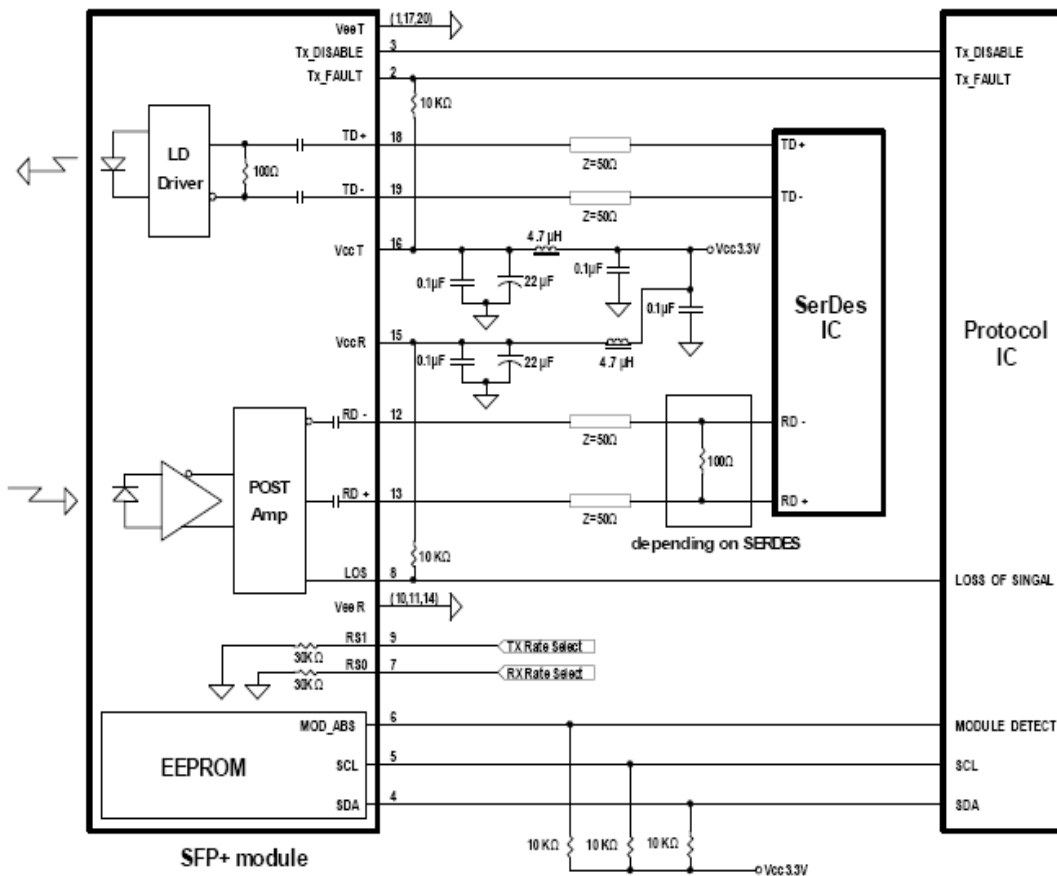 VeeT (1,17,20)
Tx_DISABLE 3 Tx_DISABLE
Tx_FAULT 2 Tx_FAULT
10 KΩ
LD
Driver
100Ω
TD+ 18 TD+
Z=50Ω
TD- 19 TD-
Z=50Ω
VccT 16
4.7 µH
Vcc3.3V
0.1µF
22 µF
0.1µF
0.1µF
SerDes
IC
Protocol
IC
VccR 15
0.1µF
22 µF
4.7 µH
RD - 12 RD -
Z=50Ω
100Ω
POST
Amp
RD + 13 RD +
Z=50Ω
depending on SERDES
10 KΩ
LOS 8 LOSS OF SINGAL
VeeR (10,11,14)
RS1 9 TX Rate Select
30KΩ
RS0 7 RX Rate Select
30KΩ
MOD_ABS 6 MODULE DETECT
EEPROM
SCL 5 SCL
SDA 4 SDA
10 KΩ 10 KΩ 10 KΩ
Vcc3.3V
SFP+ module